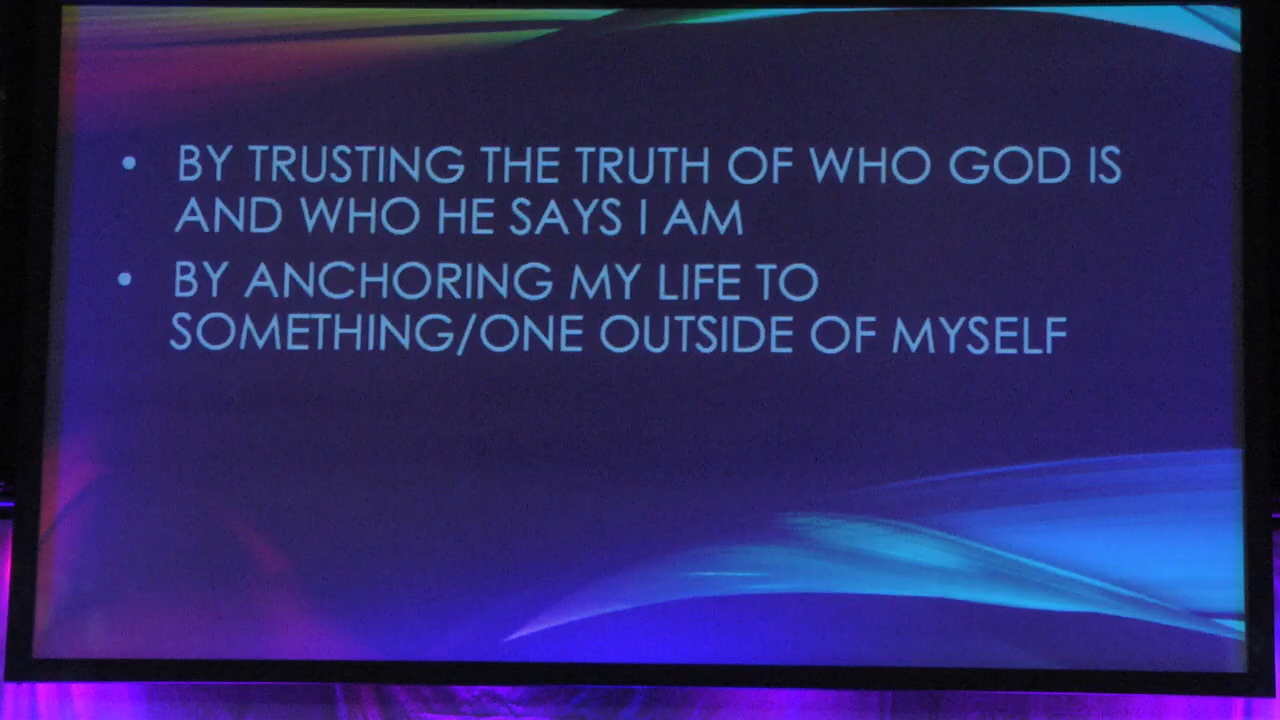 • BY TRUSTING THE TRUTH OF WHO GOD IS
AND WHO HE SAYS I AM
• BY ANCHORING MY LIFE TO
SOMETHING/ONE OUTSIDE OF MYSELF